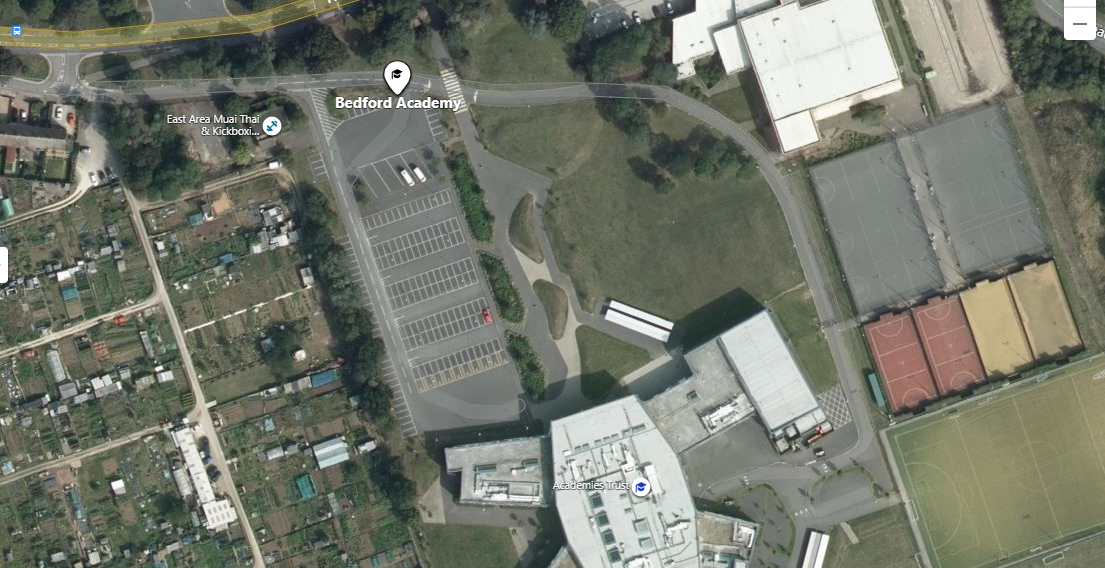 Bedford Academy
East Area Muai Thai
& Kickboxi...
Academies Trust